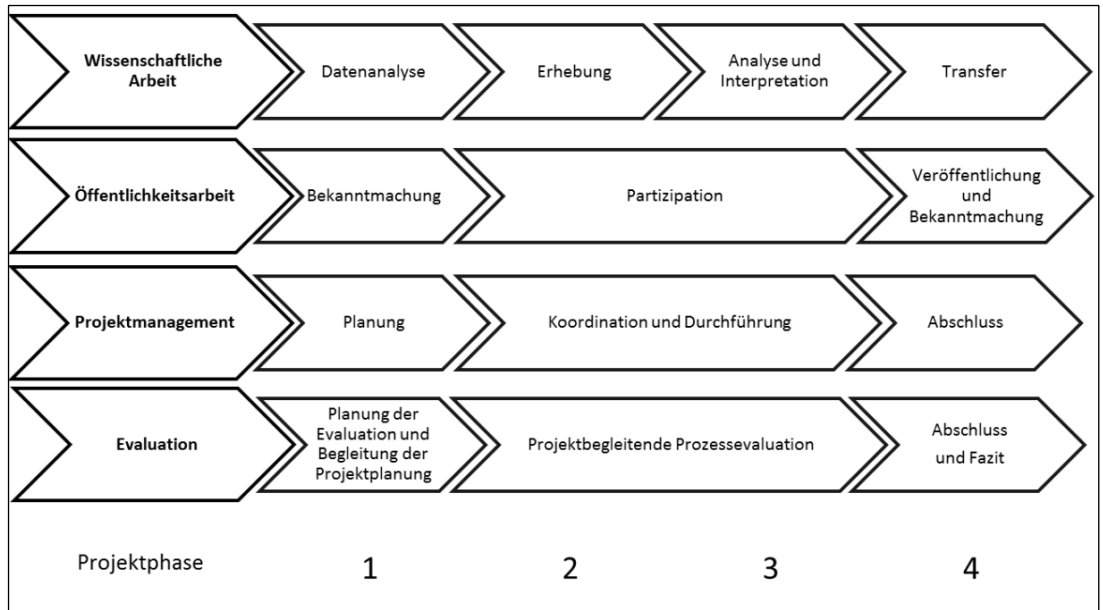 Wissenschaftliche
Arbeit
Datenanalyse
Erhebung
Analyse und
Interpretation
Transfer
Öffentlichkeitsarbeit
Bekanntmachung
Partizipation
Veröffentlichung
und
Bekanntmachung
Projektmanagement
Planung
Koordination und Durchführung
Abschluss
Evaluation
Planung der
Evaluation und
Begleitung der
Projektplanung
Projektbegleitende Prozessevaluation
Abschluss
und Fazit
Projektphase
1
2
3
4